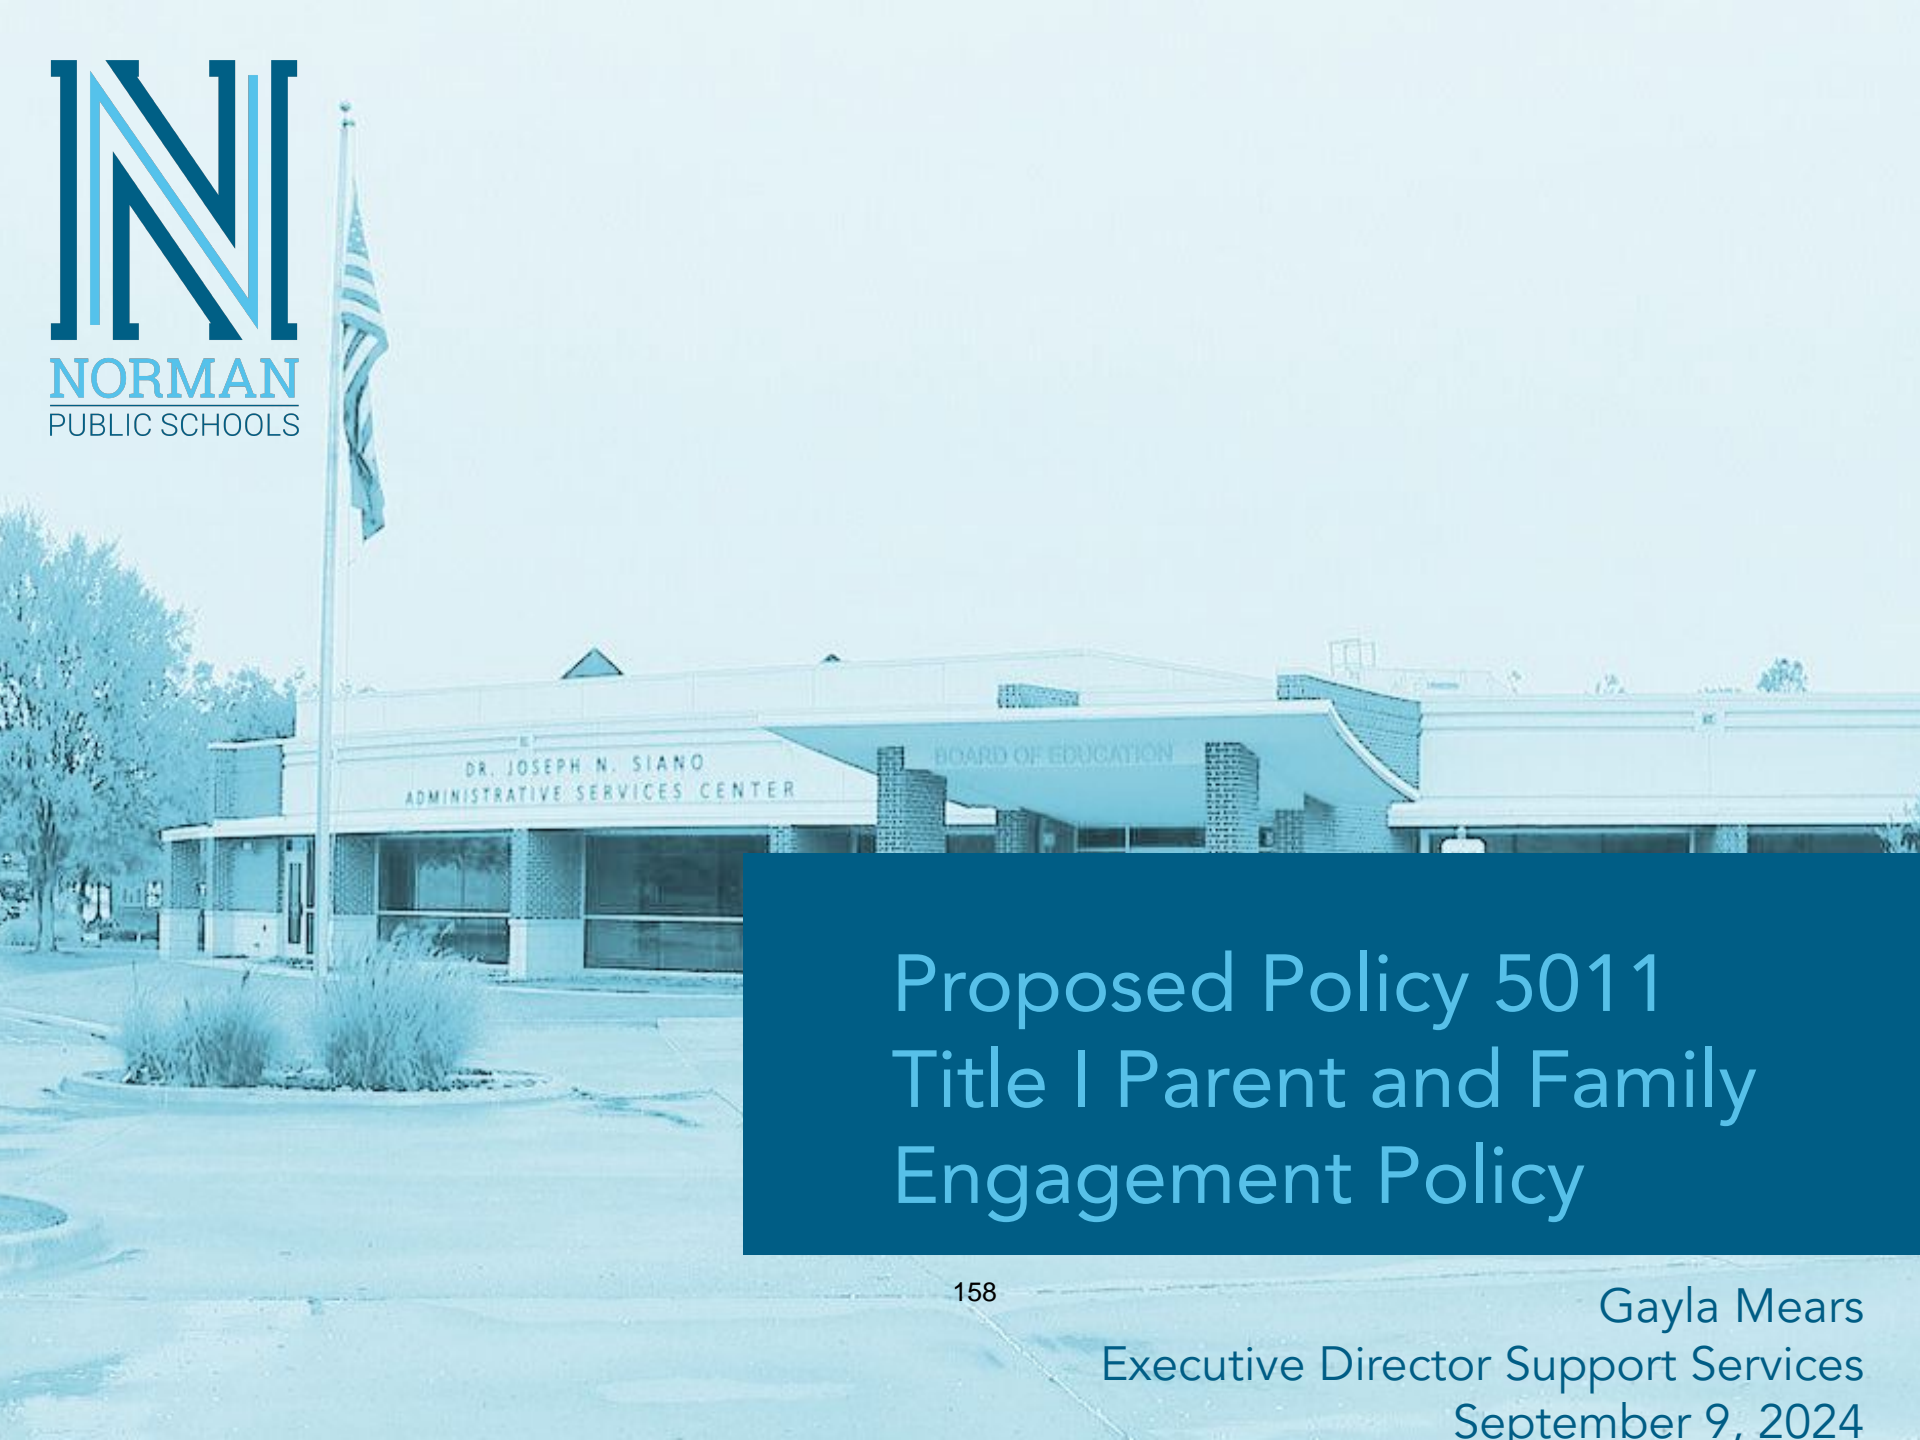 NORMAN
PUBLIC SCHOOLS
DR. JOSEPH N. SIANO
ADMINISTRATIVE SERVICES CENTER
BOARD OF EDUCATION
Proposed Policy 5011
Title I Parent and Family
Engagement Policy
158
Gayla Mears
Executive Director Support Services
September 9, 2024